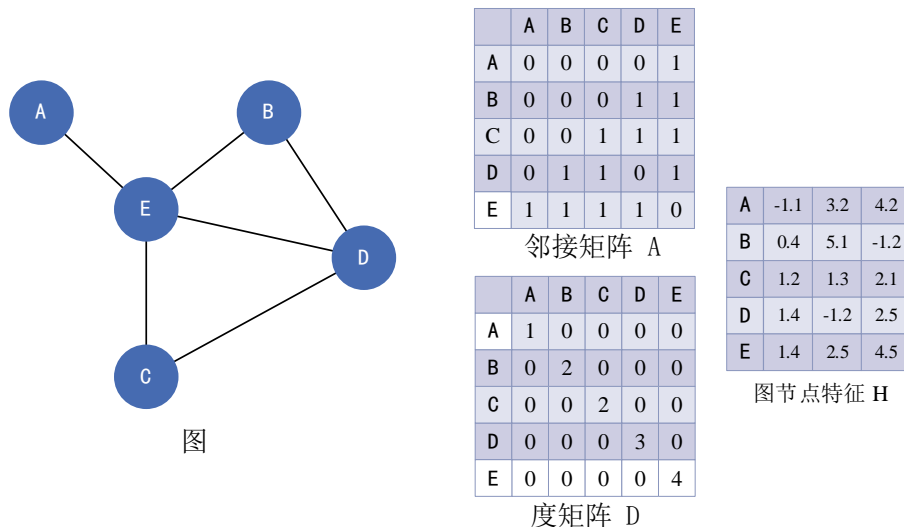 A
B
E
D
C
图
A B C D E
A 0 0 0 0 1
B 0 0 0 1 1
C 0 0 1 1 1
D 0 1 1 0 1
E 1 1 1 1 0
邻接矩阵 A
A B C D E
A 1 0 0 0 0
B 0 2 0 0 0
C 0 0 2 0 0
D 0 0 0 3 0
E 0 0 0 0 4
度矩阵 D
A -1.1 3.2 4.2
B 0.4 5.1 -1.2
C 1.2 1.3 2.1
D 1.4 -1.2 2.5
E 1.4 2.5 4.5
图节点特征 H